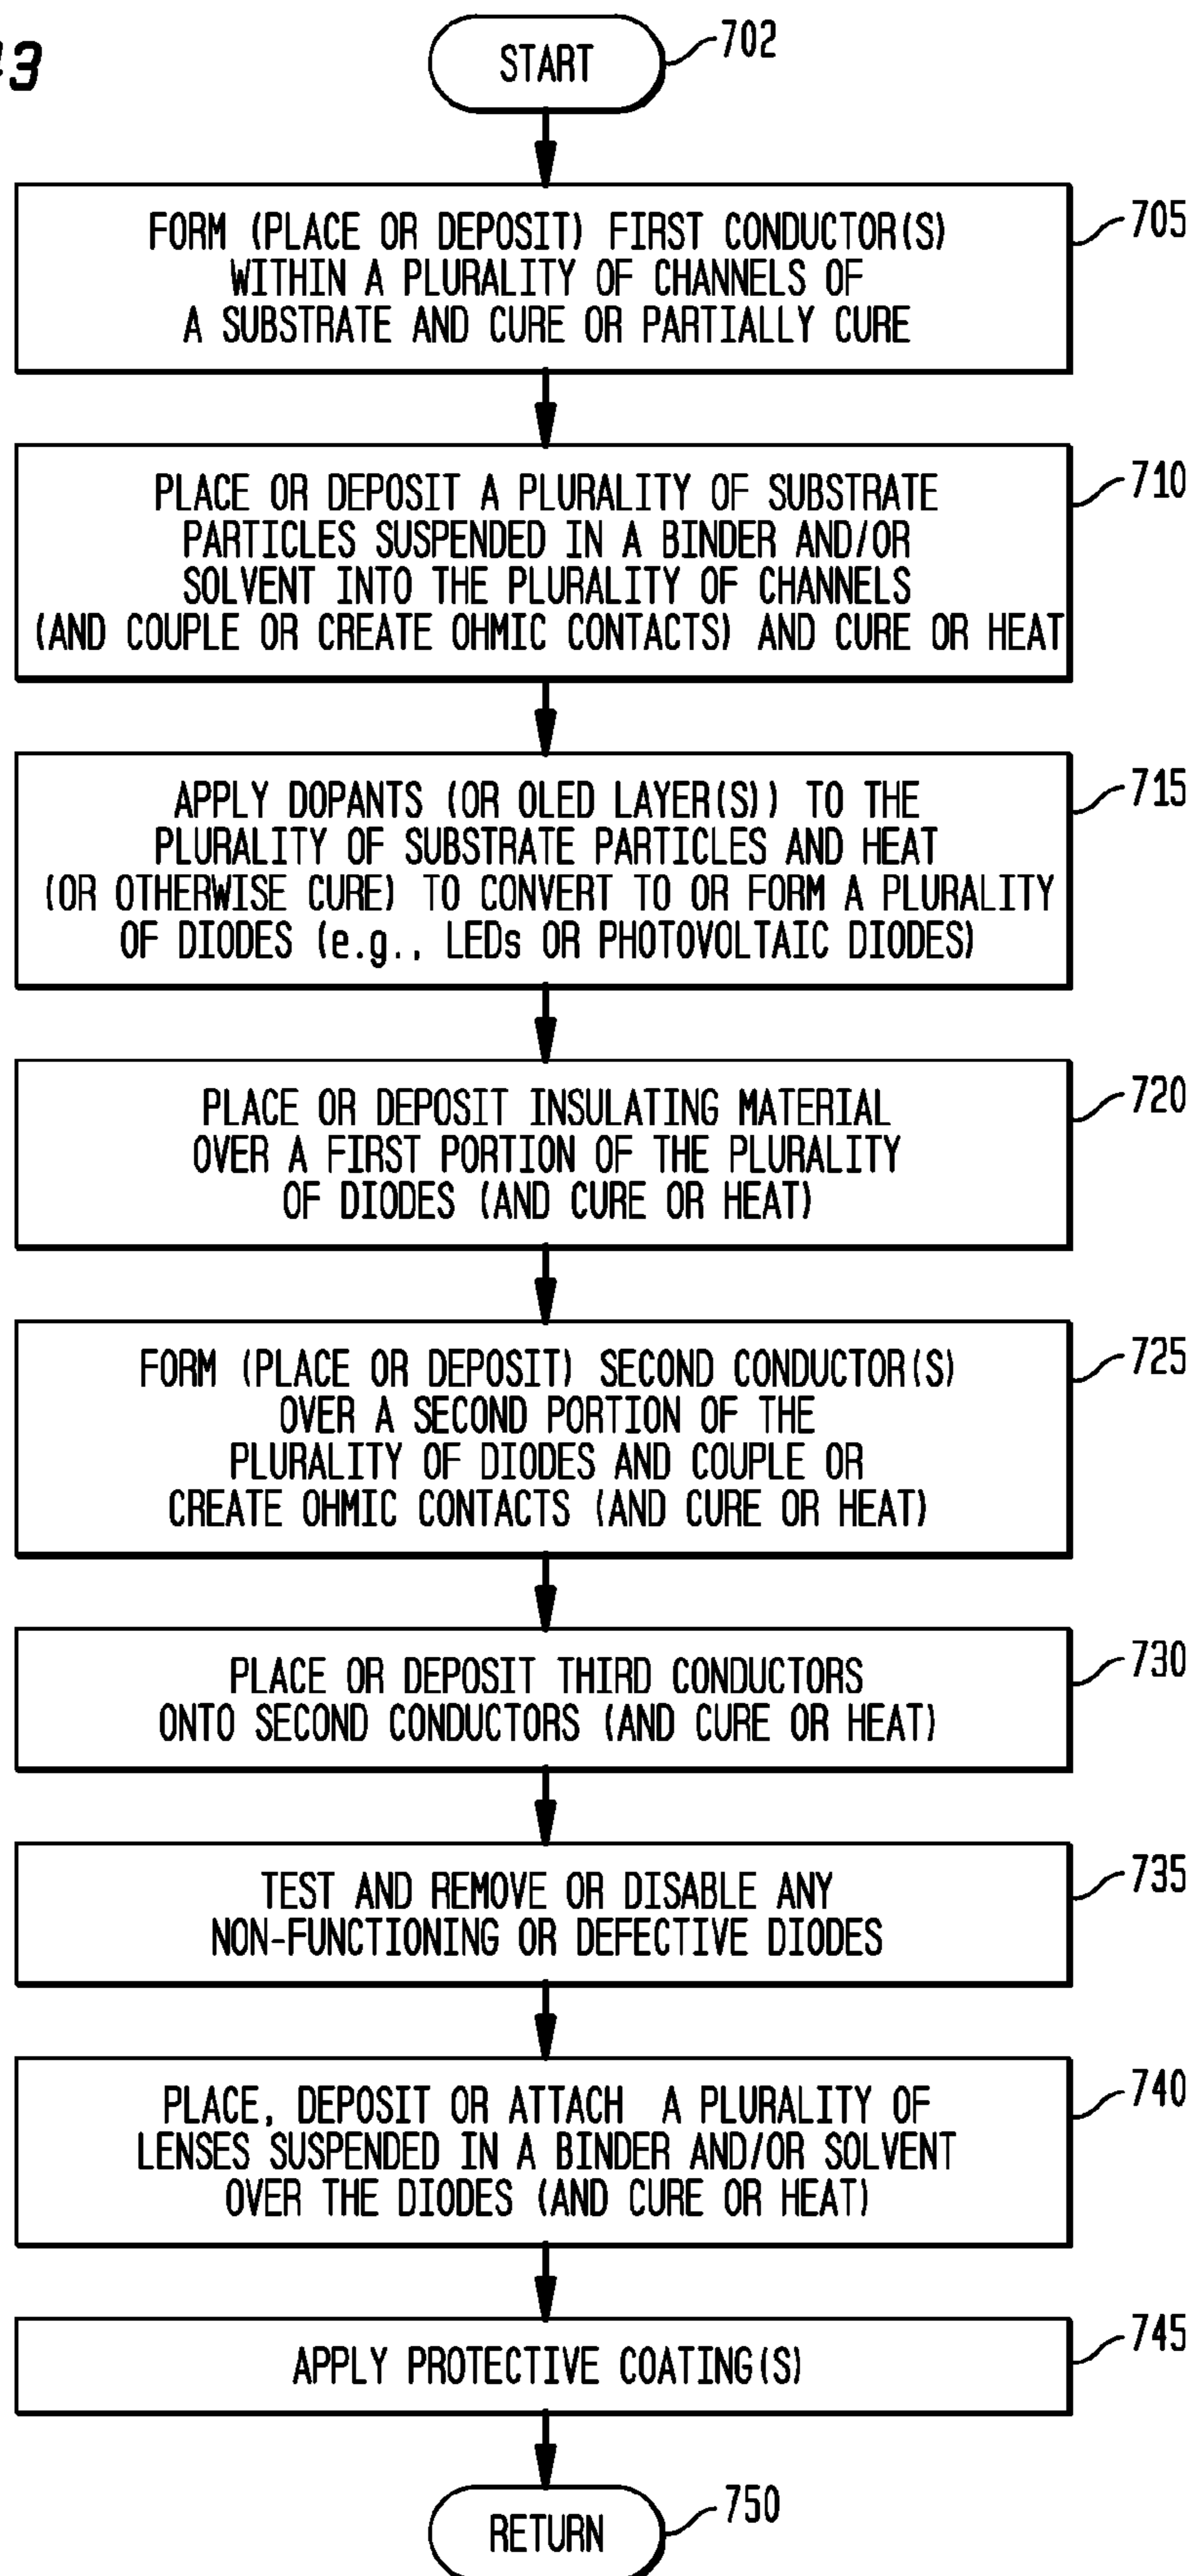 START
702
FORM (PLACE OR DEPOSIT) FIRST CONDUCTOR(S)
WITHIN A PLURALITY OF CHANNELS OF
A SUBSTRATE AND CURE OR PARTIALLY CURE
705
PLACE OR DEPOSIT A PLURALITY OF SUBSTRATE
PARTICLES SUSPENDED IN A BINDER AND/OR
SOLVENT INTO THE PLURALITY OF CHANNELS
(AND COUPLE OR CREATE OHMIC CONTACTS) AND CURE OR HEAT
710
APPLY DOPANTS (OR OLED LAYER(S)) TO THE
PLURALITY OF SUBSTRATE PARTICLES AND HEAT
(OR OTHERWISE CURE) TO CONVERT TO OR FORM A PLURALITY
OF DIODES (e.g., LEDs OR PHOTOVOLTAIC DIODES)
715
PLACE OR DEPOSIT INSULATING MATERIAL
OVER A FIRST PORTION OF THE PLURALITY
OF DIODES (AND CURE OR HEAT)
720
FORM (PLACE OR DEPOSIT) SECOND CONDUCTOR(S)
OVER A SECOND PORTION OF THE
PLURALITY OF DIODES AND COUPLE OR
CREATE OHMIC CONTACTS (AND CURE OR HEAT)
725
PLACE OR DEPOSIT THIRD CONDUCTORS
ONTO SECOND CONDUCTORS (AND CURE OR HEAT)
730
TEST AND REMOVE OR DISABLE ANY
NON-FUNCTIONING OR DEFECTIVE DIODES
735
PLACE, DEPOSIT OR ATTACH A PLURALITY OF
LENSES SUSPENDED IN A BINDER AND/OR SOLVENT
OVER THE DIODES (AND CURE OR HEAT)
740
APPLY PROTECTIVE COATING(S)
745
RETURN
750